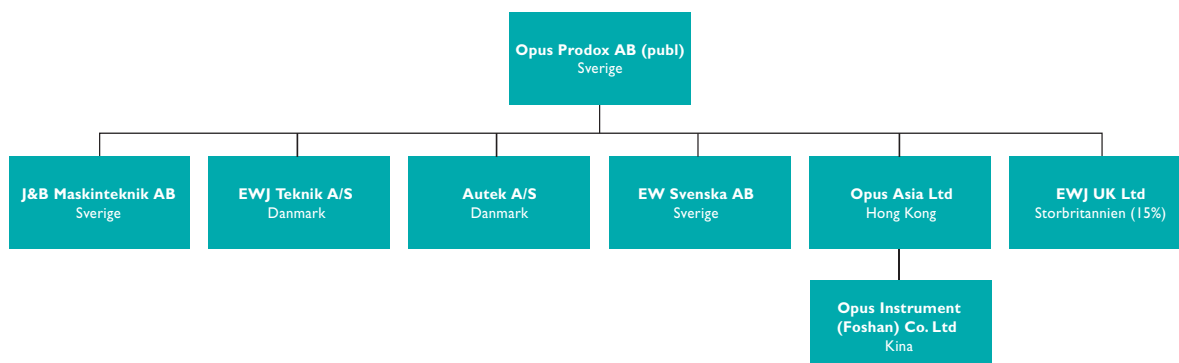 Opus Prodox AB (publ)
Sverige
J&B Maskinteknik AB
Sverige
EWJ Teknik A/S
Danmark
Autek A/S
Danmark
EW Svenska AB
Sverige
Opus Asia Ltd
Hong Kong
EWJ UK Ltd
Storbritannien (15%)
Opus Instrument
(Foshan) Co. Ltd
Kina